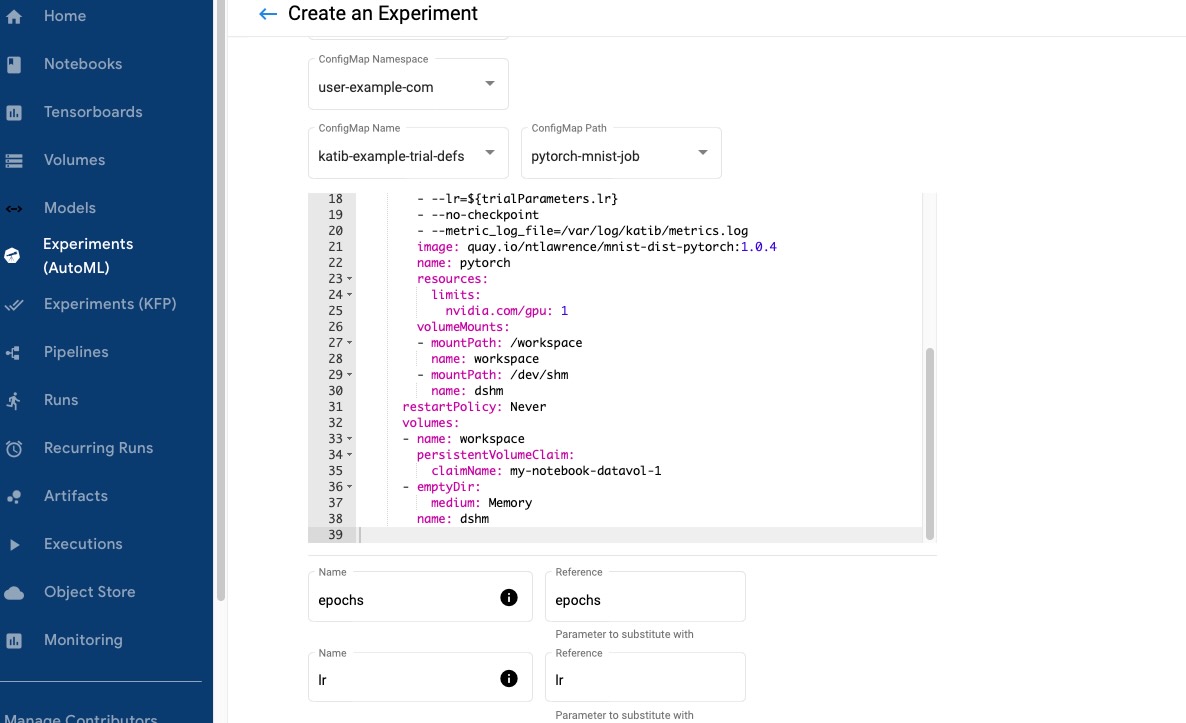 Home
Notebooks
Tensorboards
Volumes
Models
Experiments
(AutoML)
Experiments (KFP)
Pipelines
Runs
Recurring Runs
Artifacts
Executions
Object Store
Monitoring
Manage Contributors
← Create an Experiment
ConfigMap Namespace
user-example-com
ConfigMap Name
katib-example-trial-defs
ConfigMap Path
pytorch-mnist-job
18 - --lr=${trialParameters.lr}
19 - --no-checkpoint
20 - --metric_log_file=/var/log/katib/metrics.log
21 image: quay.io/ntlawrence/mnist-dist-pytorch:1.0.4
22 name: pytorch
23 resources:
24 limits:
25 nvidia.com/gpu: 1
26 volumeMounts:
27 - mountPath: /workspace
28 name: workspace
29 - mountPath: /dev/shm
30 name: dshm
31 restartPolicy: Never
32 volumes:
33 - name: workspace
34 persistentVolumeClaim:
35 claimName: my-notebook-datavol-1
36 - emptyDir:
37 medium: Memory
38 name: dshm
39
Name
epochs
Reference
epochs
Parameter to substitute with
Name
lr
Reference
lr
Parameter to substitute with